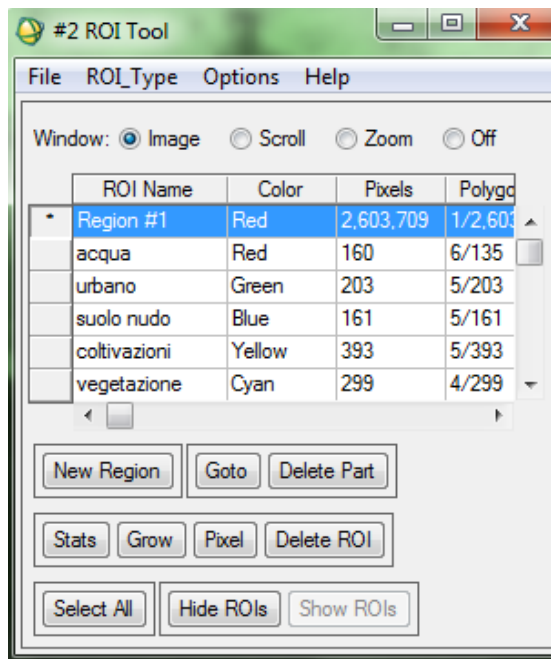 #2 ROI Tool
File ROI_Type Options Help
Window: Image Scroll Zoom Off
ROI Name Color Pixels Polygo
* Region #1 Red 2,603,709 1/2,603
acqua Red 160 6/135
urbano Green 203 5/203
suolo nudo Blue 161 5/161
coltivazioni Yellow 393 5/393
vegetazione Cyan 299 4/299
New Region Goto Delete Part
Stats Grow Pixel Delete ROI
Select All Hide ROIs Show ROIs